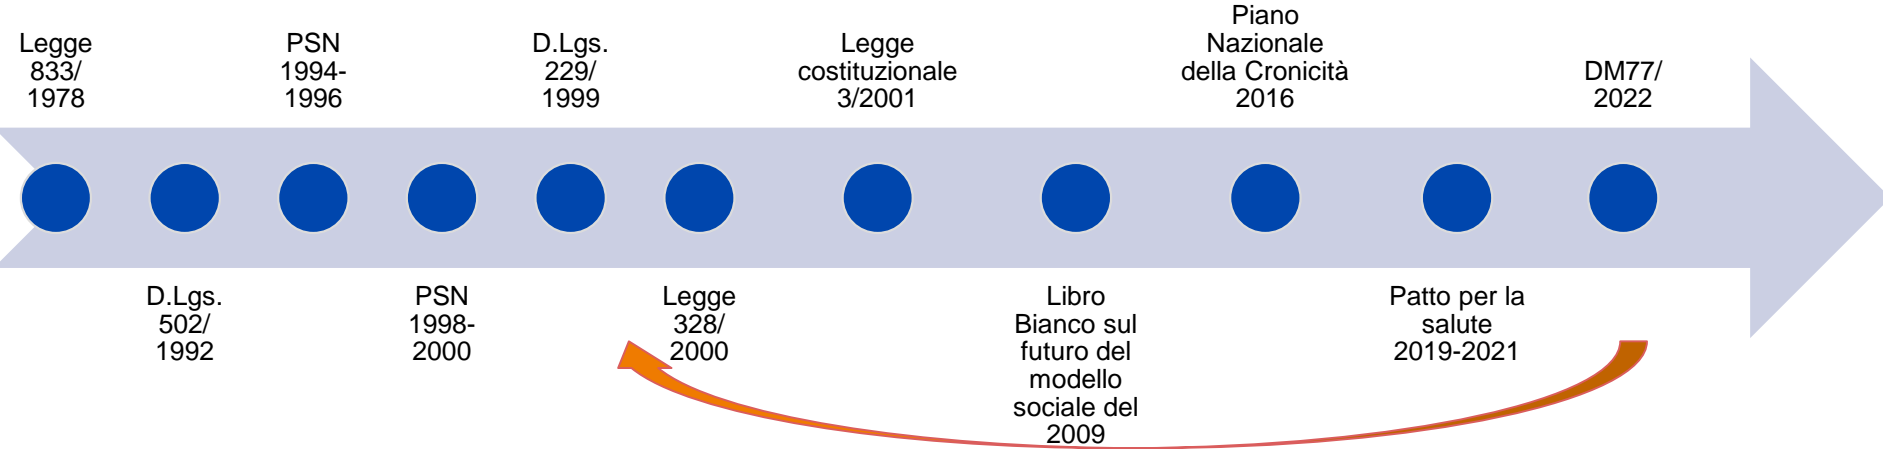 Legge
833/
1978
D.Lgs.
502/
1992
PSN
1994-
1996
PSN
1998-
2000
D.Lgs.
229/
1999
Legge
328/
2000
Legge
costituzionale
3/2001
Libro
Bianco sul
futuro del
modello
sociale del
2009
Piano
Nazionale
della Cronicità
2016
Patto per la
salute
2019-2021
DM77/
2022